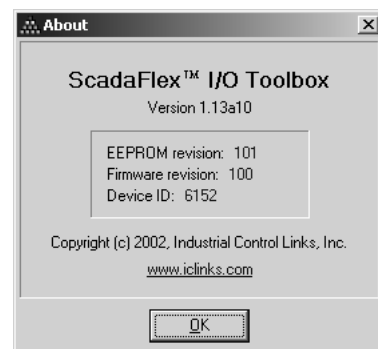 About
ScadaFlex™ I/O Toolbox
Version 1.13a10
EEPROM revision: 101
Firmware revision: 100
Device ID: 6152
Copyright (c) 2002, Industrial Control Links, Inc.
www.iclinks.com
OK